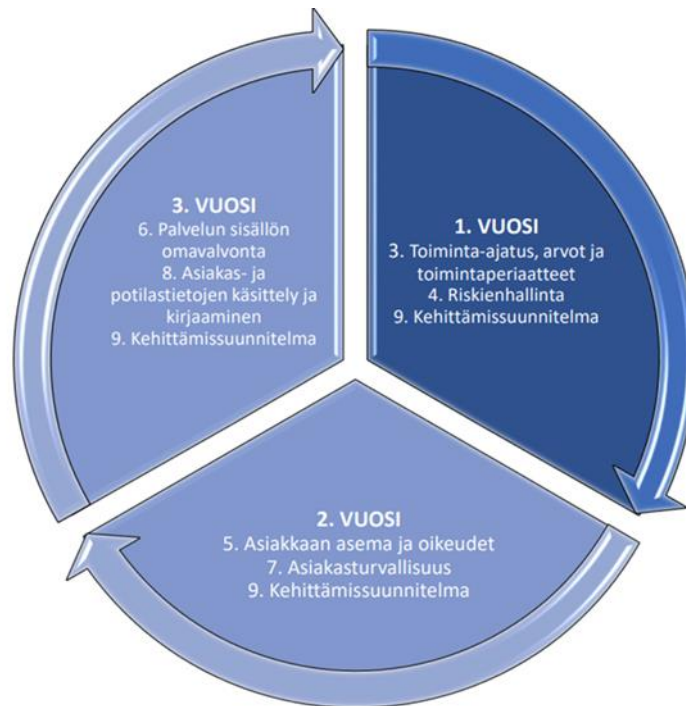 1. VUOSI
3. Toiminta-ajatus, arvot ja
toimintaperiaatteet
4. Riskienhallinta
9. Kehittämissuunnitelma
2. VUOSI
5. Asiakkaan asema ja oikeudet
7. Asiakasturvallisuus
9. Kehittämissuunnitelma
3. VUOSI
6. Palvelun sisällön
omavalvonta
8. Asiakas- ja
potilastietojen käsittely ja
kirjaaminen
9. Kehittämissuunnitelma